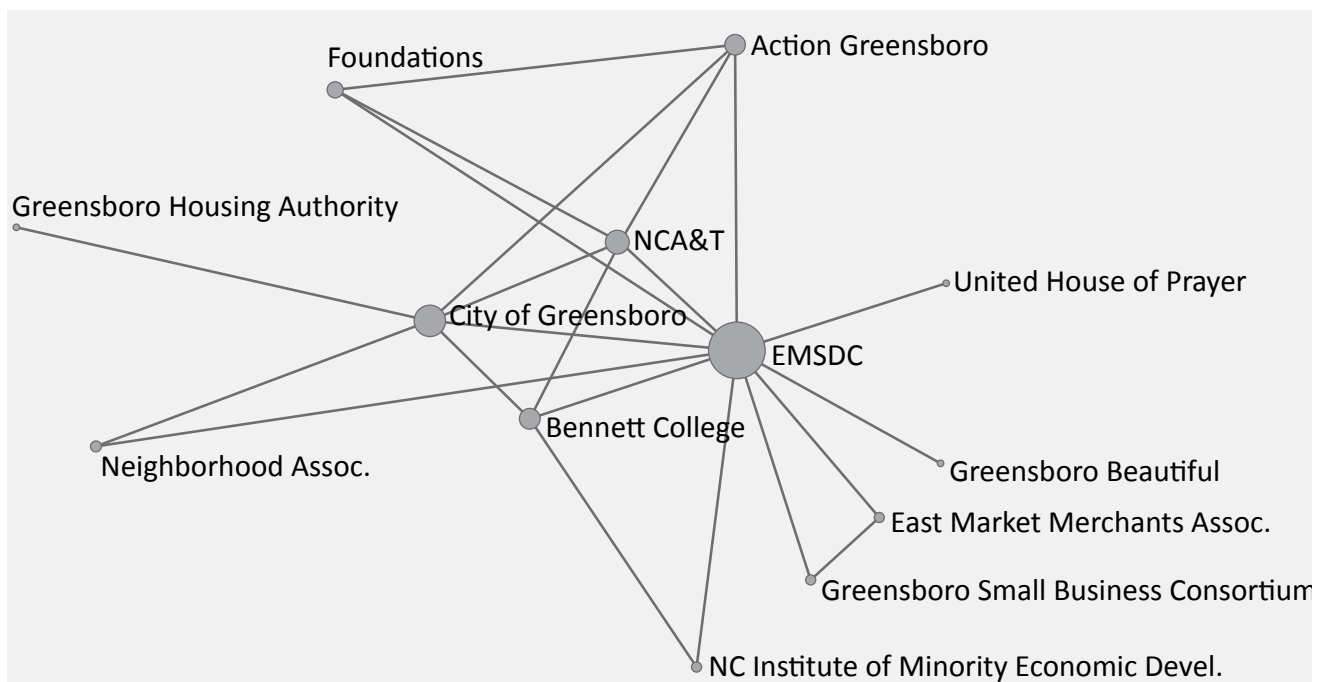 Action Greensboro
Foundations
Greensboro Housing Authority
NCA&T
United House of Prayer
City of Greensboro
EMSDC
Bennett College
Neighborhood Assoc.
Greensboro Beautiful
East Market Merchants Assoc.
Greensboro Small Business Consortium
NC Institute of Minority Economic Devel.